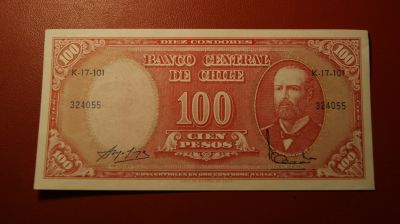 DIEZ CONDORES
100 BANCO CENTRAL 100
DE CHILE
K-17-101 K-17-101
324055 100 324055
CIEN
PESOS
100 100